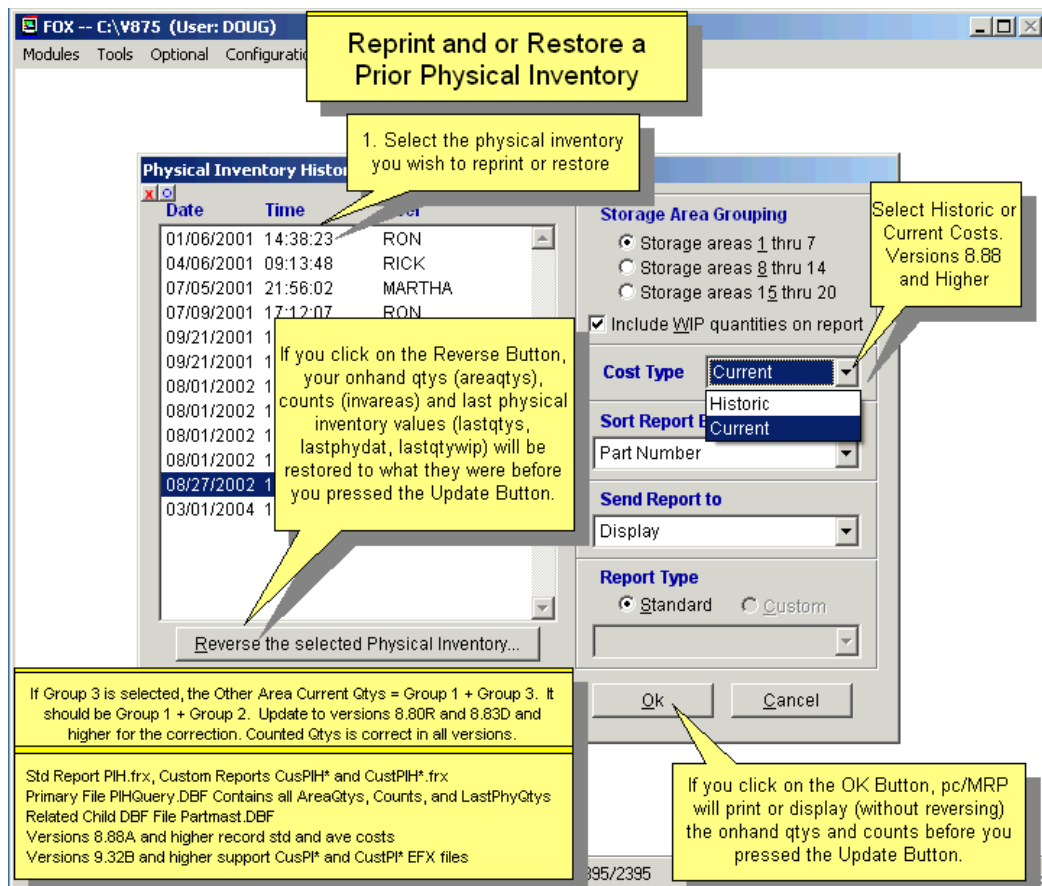 FOX -- C:\V875 (User: DOUG)
Modules Tools Optional
Reprint and or Restore a
Prior Physical Inventory
1. Select the physical inventory
you wish to reprint or restore
Physical Inventory
Date Time
01/06/2001 14:38:23 RON
04/06/2001 09:13:48 RICK
07/05/2001 21:56:02 MARTHA
07/09/2001 17:12:07 RON
09/21/2001 1
09/21/2001 1
08/01/2002 1
08/01/2002 1
08/01/2002 1
08/01/2002 1
08/27/2002 1
03/01/2004 1
If you click on the Reverse Button,
your onhand qtys (areaqtys),
counts (invareas) and last physical
inventory values (lastqtys,
lastphydat, lastqtywip) will be
restored to what they were before
you pressed the Update Button.
Reverse the selected Physical Inventory...
Storage Area Grouping
Storage areas 1 thru 7
Storage areas 8 thru 14
Storage areas 15 thru 20
Include WIP quantities on report
Select Historic or
Current Costs.
Versions 8.88
and Higher
Cost Type Current
Historic
Current
Sort Report
Part Number
Send Report to
Display
Report Type
Standard Custom
Ok Cancel
If Group 3 is selected, the Other Area Current Qtys = Group 1 + Group 3. It
should be Group 1 + Group 2. Update to versions 8.80R and 8.83D and
higher for the correction. Counted Qtys is correct in all versions.
Std Report PIH.frx, Custom Reports CusPIH* and CustPIH*.frx
Primary File PIHQuery.DBF Contains all AreaQtys, Counts, and LastPhyQtys
Related Child DBF File Partmast.DBF
Versions 8.88A and higher record std and ave costs
Versions 9.32B and higher support CusPI* and CustPI* EFX files
If you click on the OK Button, pc/MRP
will print or display (without reversing)
the onhand qtys and counts before you
pressed the Update Button.
395/2395